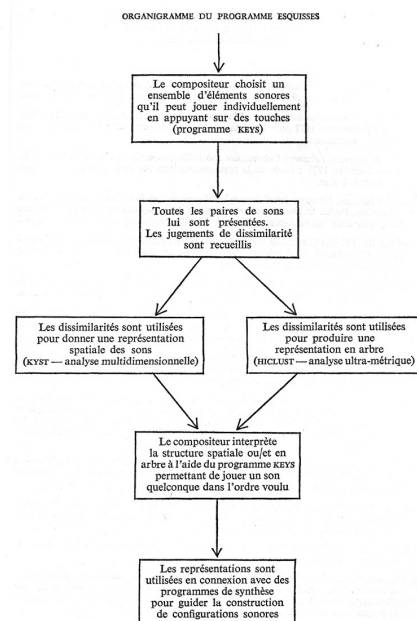 ORGANIGRAMME DU PROGRAMME ESQUISSES
Le compositeur choisit un
ensemble d'éléments sonores
qu'il peut jouer individuellement
en appuyant sur des touches
(programme KEYS)
Toutes les paires de sons
lui sont présentées.
Les jugements de dissimilarité
sont recueillis
Les dissimilarités sont utilisées
pour donner une représentation
spatiale des sons
(KYST — analyse multidimensionnelle)
Les dissimilarités sont utilisées
pour produire une
représentation en arbre
(HICLUST — analyse ultra-métrique)
Le compositeur interprète
la structure spatiale ou/et en
arbre à l'aide du programme KEYS
permettant de jouer un son
quelconque dans l'ordre voulu
Les représentations sont
utilisées en connexion avec des
programmes de synthèse
pour guider la construction
de configurations sonores